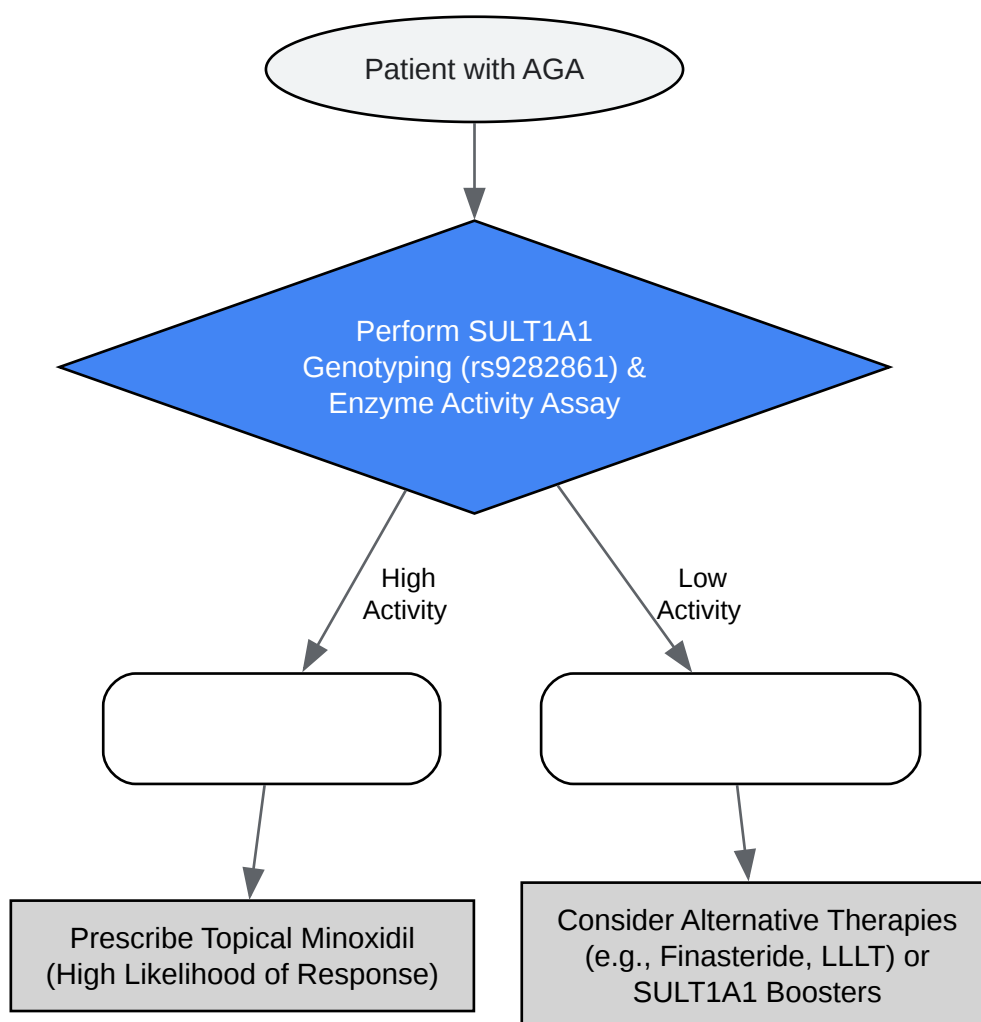 Patient with AGA
Perform SULT1A1
Genotyping (rs9282861) &
Enzyme Activity Assay
High
Activity
Low
Activity
Prescribe Topical Minoxidil
(High Likelihood of Response)
Consider Alternative Therapies
(e.g., Finasteride, LLLT) or
SULT1A1 Boosters